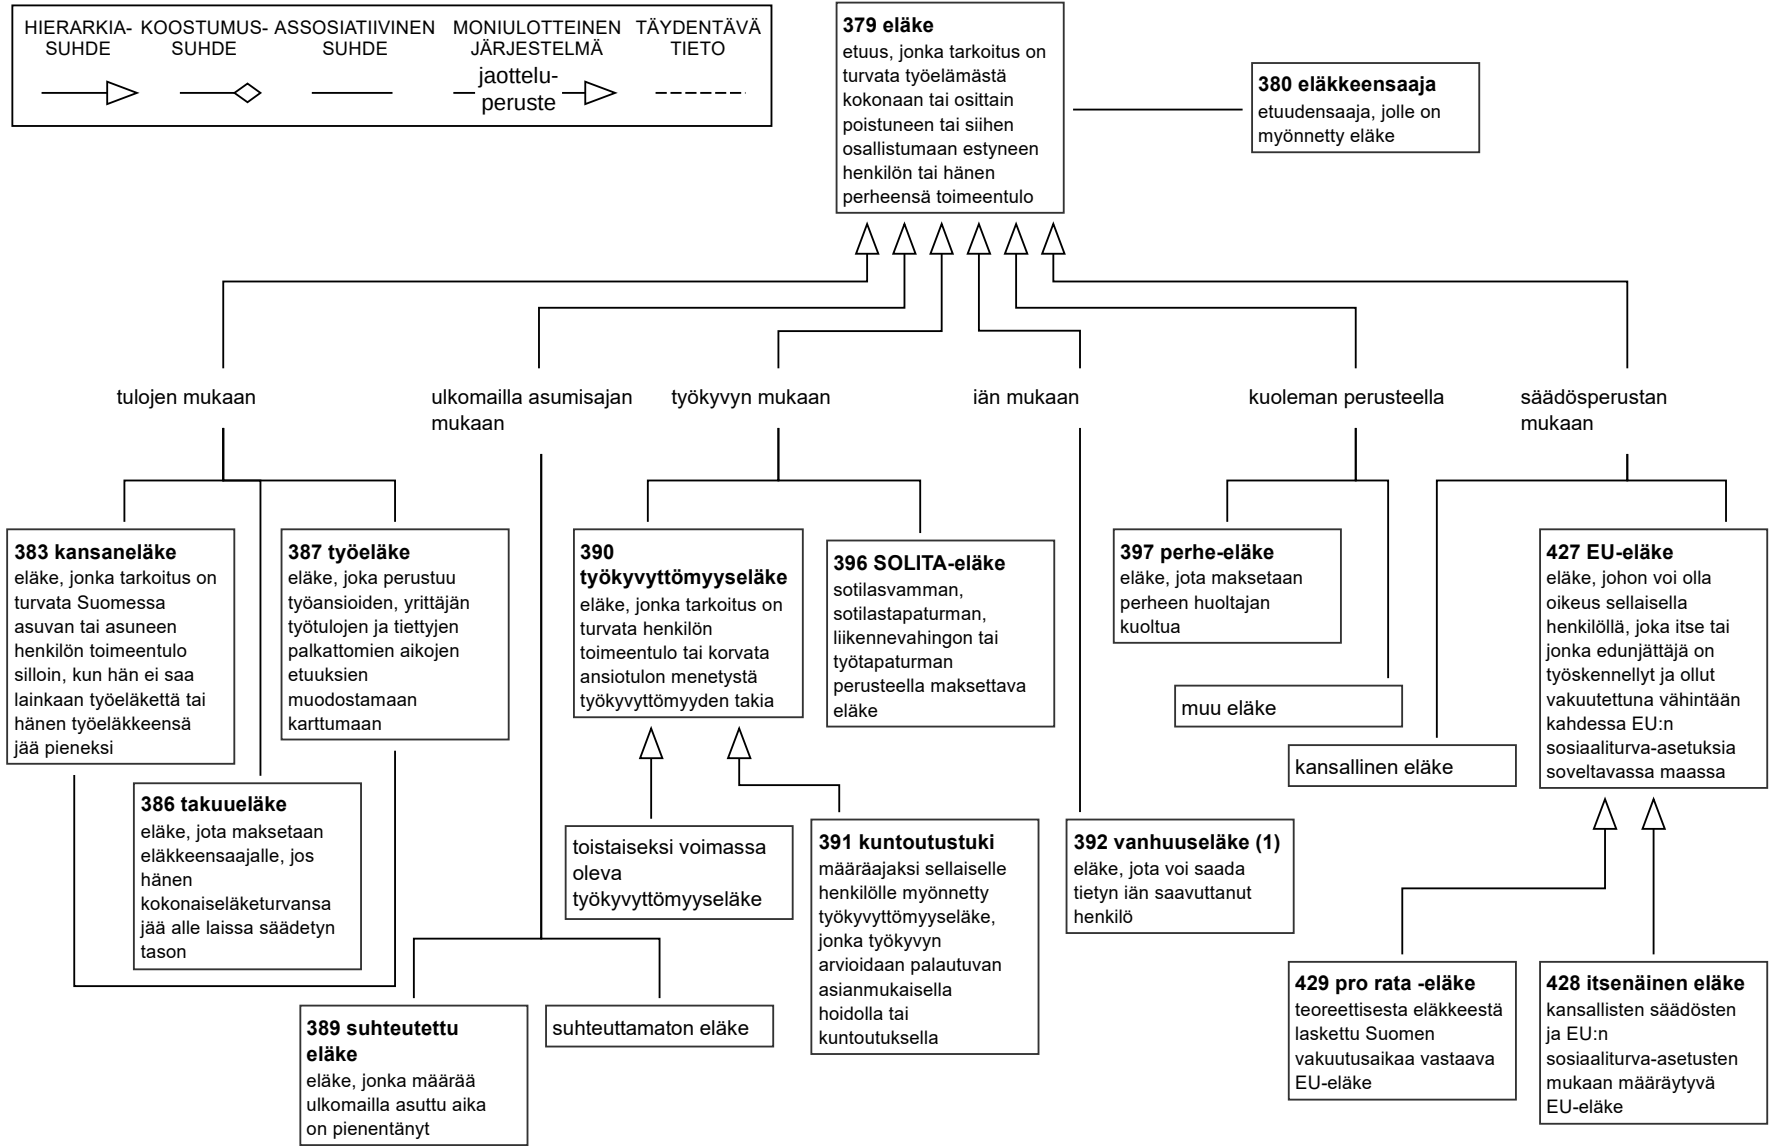 HIERARKIA-
SUHDE
KOOSTUMUS-
SUHDE
ASSOSIATIIVINEN
SUHDE
MONIULOTTEINEN
JÄRJESTELMÄ
jaottelu-
peruste
TÄYDENTÄVÄ
TIETO
379 eläke
etuus, jonka tarkoitus on
turvata työelämästä
kokonaan tai osittain
poistuneen tai siihen
osallistumaan estyneen
henkilön tai hänen
perheensä toimeentulo
380 eläkkeensaaja
etuudensaaja, jolle on
myönnetty eläke
tulojen mukaan
ulkomailla asumisajan
mukaan
työkyvyn mukaan
iän mukaan
kuoleman perusteella
säädösperustan
mukaan
383 kansaneläke
eläke, jonka tarkoitus on
turvata Suomessa
asuvan tai asuneen
henkilön toimeentulo
silloin, kun hän ei saa
lainkaan työeläkettä tai
hänen työeläkkeensä
jää pieneksi
387 työeläke
eläke, joka perustuu
työansioiden, yrittäjän
työtulojen ja tiettyjen
palkattomien aikojen
etuuksien
muodostamaan
karttumaan
390
työkyvyttömyyseläke
eläke, jonka tarkoitus on
turvata henkilön
toimeentulo tai korvata
ansiotulon menetystä
työkyvyttömyyden takia
396 SOLITA-eläke
sotilasvamman,
sotilastapaturman,
liikennevahingon tai
työtapaturman
perusteella maksettava
eläke
397 perhe-eläke
eläke, jota maksetaan
perheen huoltajan
kuoltua
427 EU-eläke
eläke, johon voi olla
oikeus sellaisella
henkilöllä, joka itse tai
jonka edunjättäjä on
työskennellyt ja ollut
vakuutettuna vähintään
kahdessa EU:n
sosiaaliturva-asetuksia
soveltavassa maassa
muu eläke
kansallinen eläke
386 takuueläke
eläke, jota maksetaan
eläkkeensaajalle, jos
hänen
kokonaiseläketurvansa
jää alle laissa säädetyn
tason
toistaiseksi voimassa
oleva
työkyvyttömyyseläke
391 kuntoutustuki
määräajaksi sellaiselle
henkilölle myönnetty
työkyvyttömyyseläke,
jonka työkyvyn
arvioidaan palautuvan
asianmukaisella
hoidolla tai
kuntoutuksella
392 vanhuuseläke (1)
eläke, jota voi saada
tietyn iän saavuttanut
henkilö
389 suhteutettu
eläke
eläke, jonka määrää
ulkomailla asuttu aika
on pienentänyt
suhteuttamaton eläke
429 pro rata -eläke
teoreettisesta eläkkeestä
laskettu Suomen
vakuutusaikaa vastaava
EU-eläke
428 itsenäinen eläke
kansallisten säädösten
ja EU:n
sosiaaliturva-asetusten
mukaan määräytyvä
EU-eläke